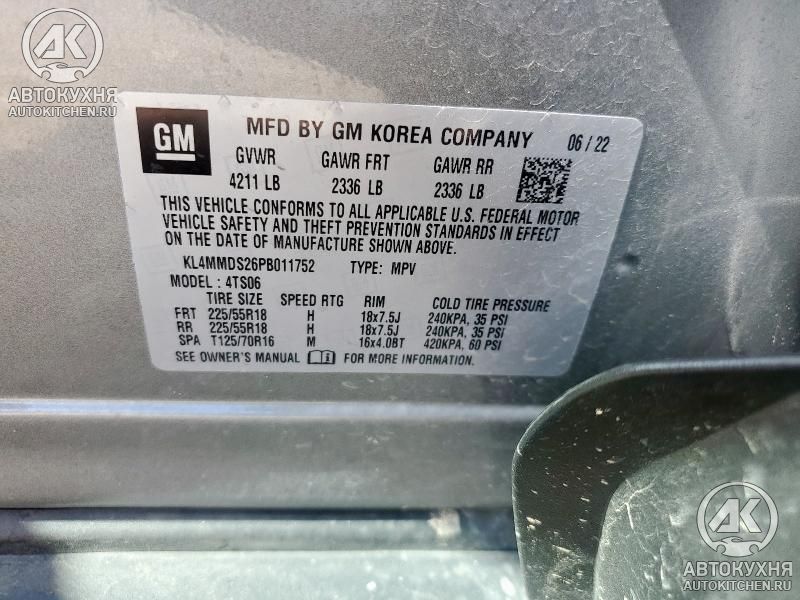 АК
АВТОКУХНЯ
AUTOKITCHEN.RU
GM
MFD BY GM KOREA COMPANY 06 / 22
GVWR GAWR FRT GAWR RR
4211 LB 2336 LB 2336 LB
THIS VEHICLE CONFORMS TO ALL APPLICABLE U.S. FEDERAL MOTOR
VEHICLE SAFETY AND THEFT PREVENTION STANDARDS IN EFFECT
ON THE DATE OF MANUFACTURE SHOWN ABOVE.
KL4MMDS26PB011752 TYPE: MPV
MODEL : 4TS06
TIRE SIZE SPEED RTG RIM COLD TIRE PRESSURE
FRT 225/55R18 H 18x7.5J 240KPA, 35 PSI
RR 225/55R18 H 18x7.5J 240KPA, 35 PSI
SPA T125/70R16 M 16x4.0BT 420KPA, 60 PSI
SEE OWNER'S MANUAL FOR MORE INFORMATION.
АК
АВТОКУХНЯ
AUTOKITCHEN.RU